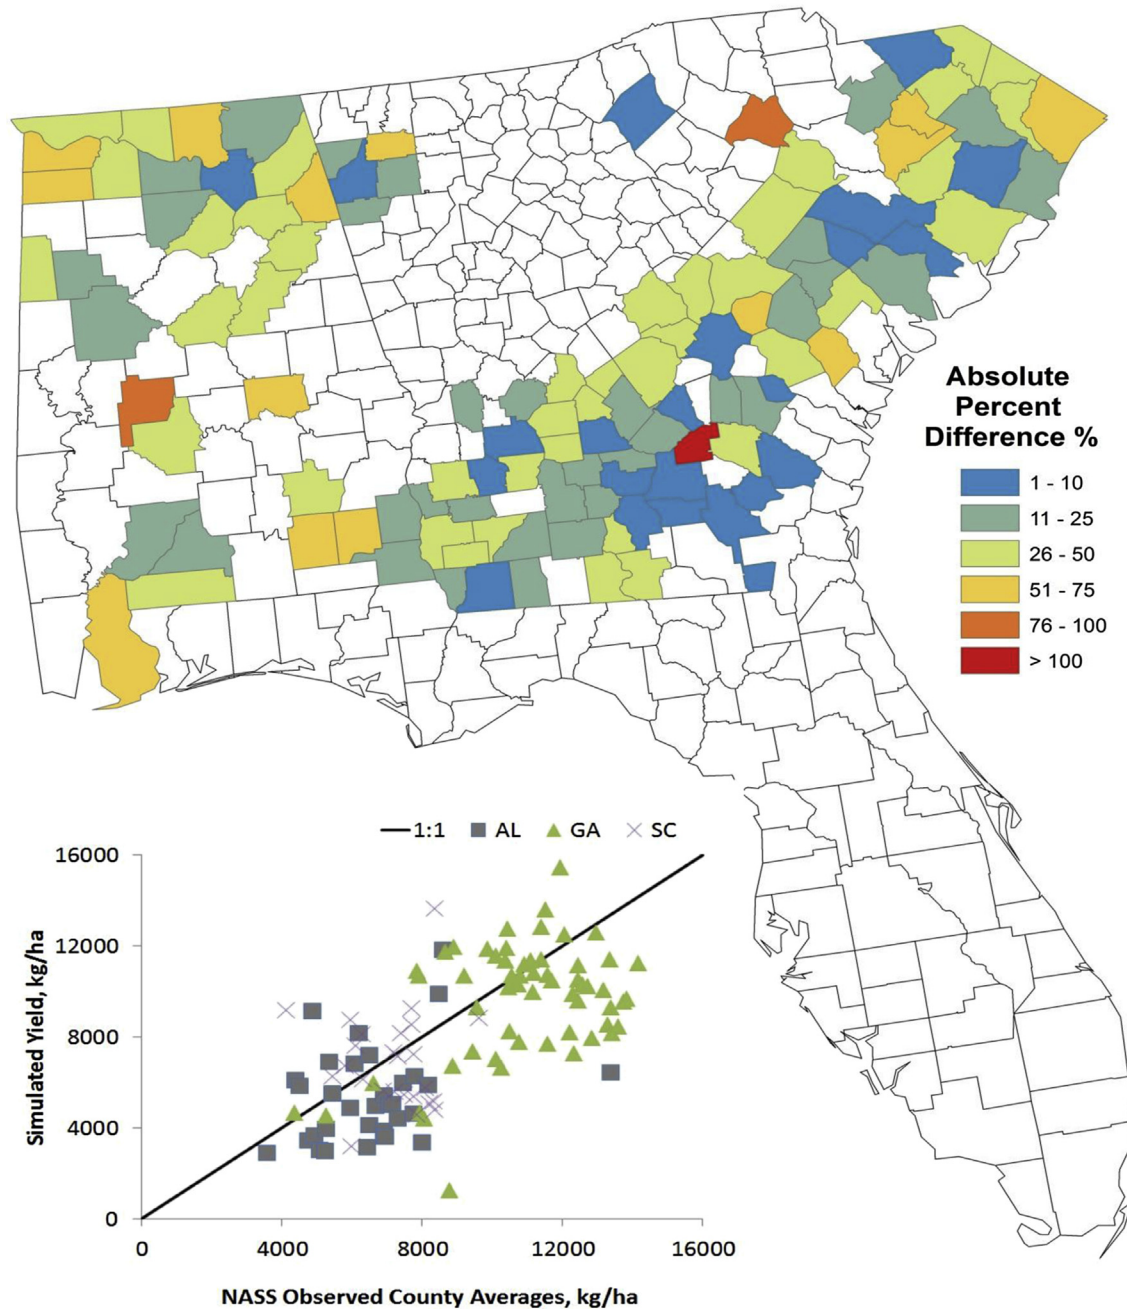 Absolute
Percent
Difference %
1 - 10
11 - 25
26 - 50
51 - 75
76 - 100
> 100
1:1 AL GA SC
16000
12000
8000
4000
0
Simulated Yield, kg/ha
0 4000 8000 12000 16000
NASS Observed County Averages, kg/ha